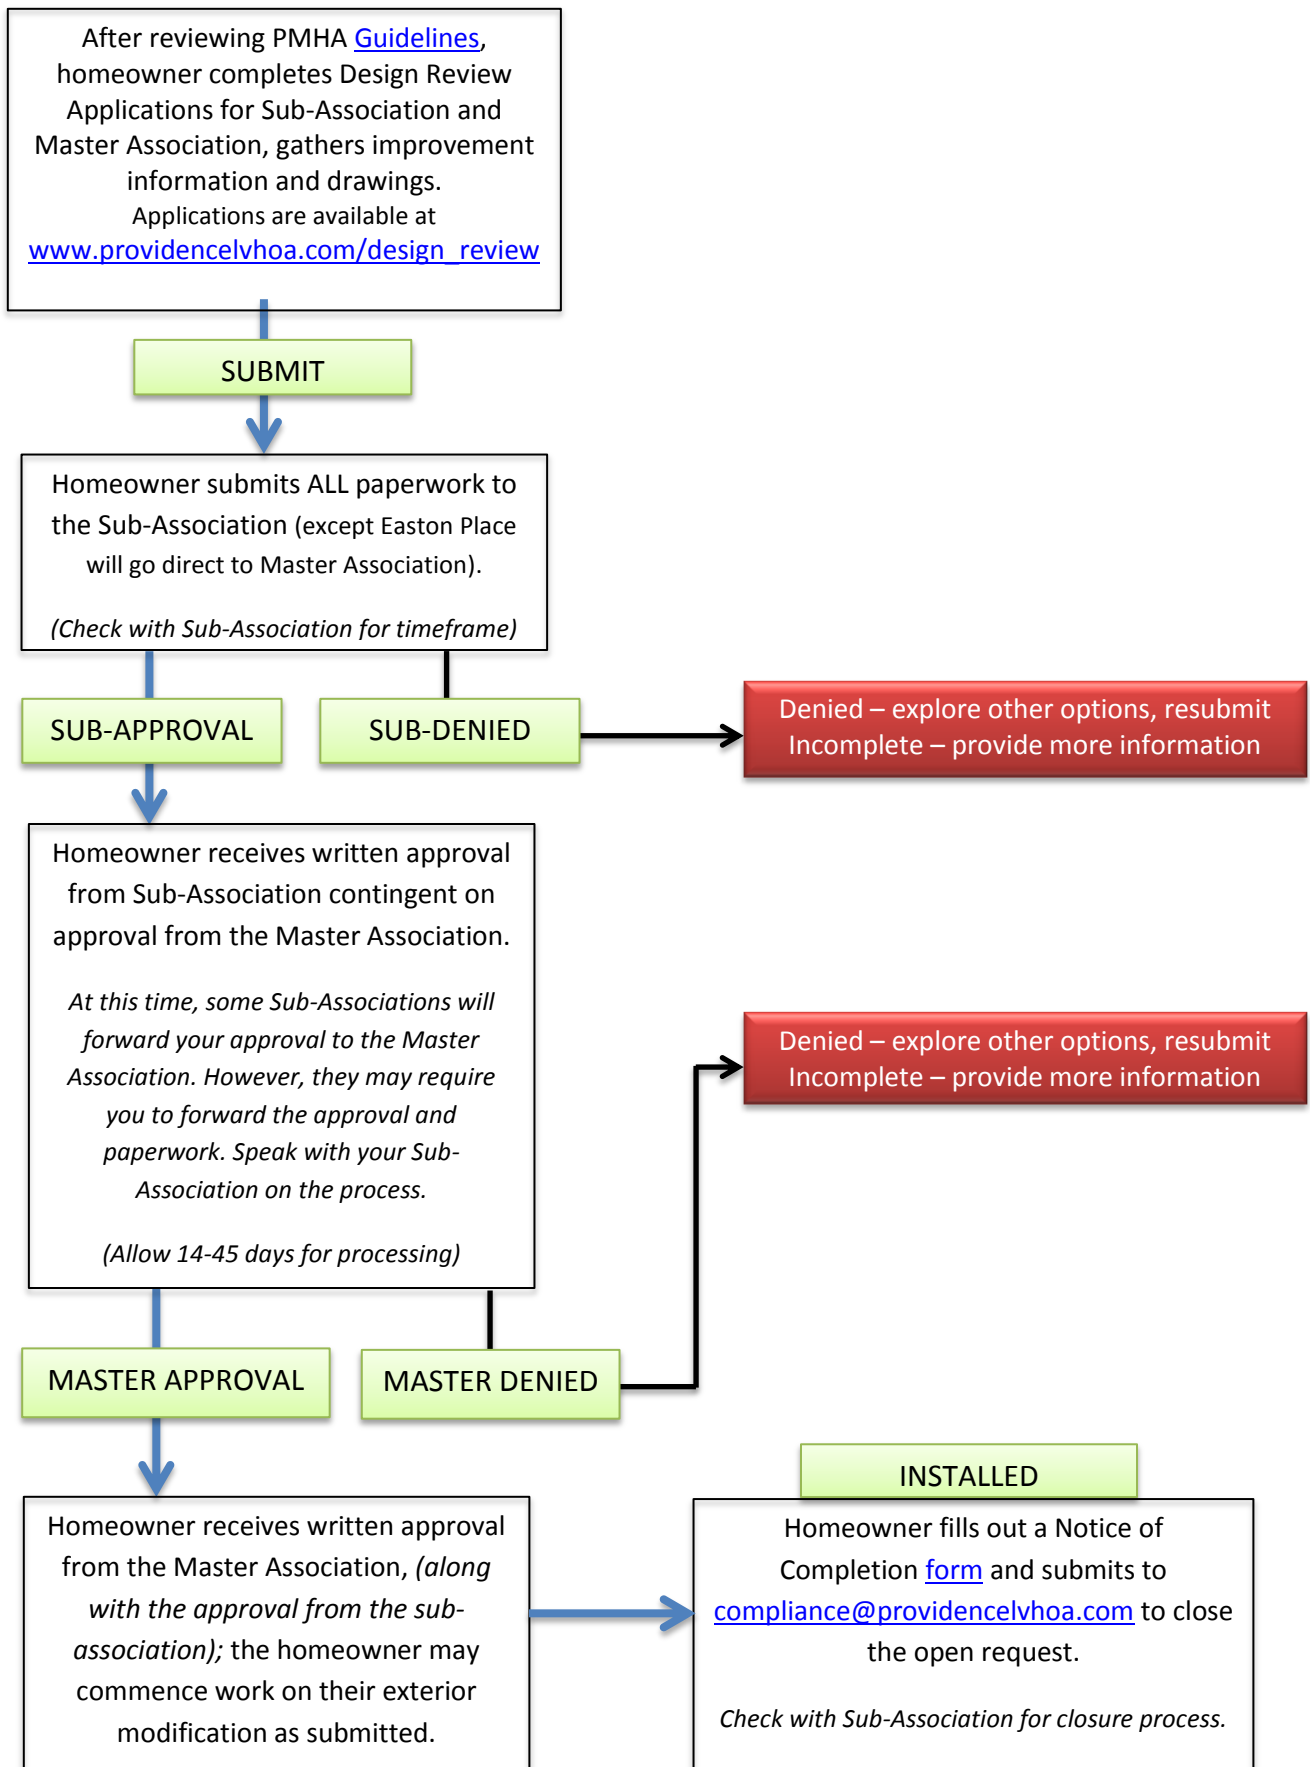 After reviewing PMHA Guidelines,
homeowner completes Design Review
Applications for Sub-Association and
Master Association, gathers improvement
information and drawings.
Applications are available at
www.providencelvhoa.com/design_review
SUBMIT
Homeowner submits ALL paperwork to
the Sub-Association (except Easton Place
will go direct to Master Association).
(Check with Sub-Association for timeframe)
SUB-APPROVAL
SUB-DENIED
Denied – explore other options, resubmit
Incomplete – provide more information
Homeowner receives written approval
from Sub-Association contingent on
approval from the Master Association.
At this time, some Sub-Associations will
forward your approval to the Master
Association. However, they may require
you to forward the approval and
paperwork. Speak with your Sub-
Association on the process.
(Allow 14-45 days for processing)
Denied – explore other options, resubmit
Incomplete – provide more information
MASTER APPROVAL
MASTER DENIED
Homeowner receives written approval
from the Master Association, (along
with the approval from the sub-
association); the homeowner may
commence work on their exterior
modification as submitted.
INSTALLED
Homeowner fills out a Notice of
Completion form and submits to
compliance@providencelvhoa.com to close
the open request.
Check with Sub-Association for closure process.